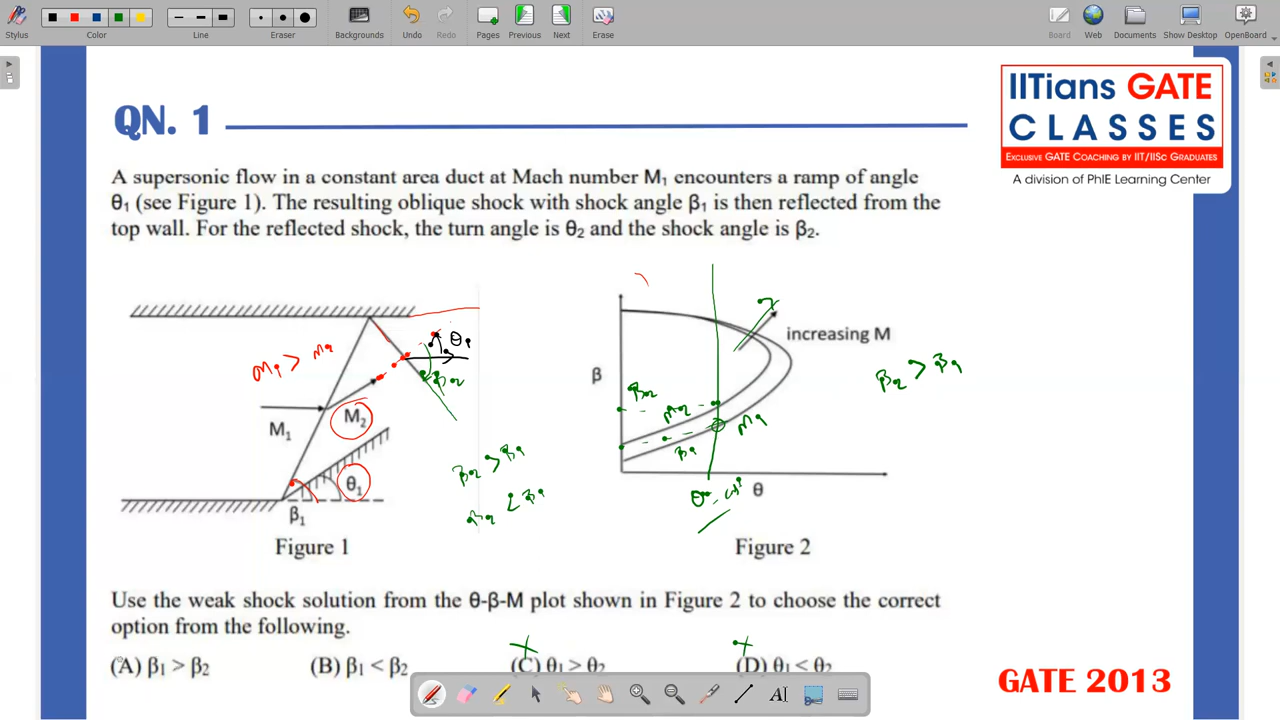 Stylus
Color
Line
Eraser
Backgrounds
Undo
Redo
Pages
Previous
Next
Erase
Board
Web
Documents
Show Desktop
OpenBoard
QN. 1
IITians GATE
CLASSES
EXCLUSIVE GATE COACHING BY IIT/IISc GRADUATES
A division of PhIE Learning Center
A supersonic flow in a constant area duct at Mach number M₁ encounters a ramp of angle
θ₁ (see Figure 1). The resulting oblique shock with shock angle β₁ is then reflected from the
top wall. For the reflected shock, the turn angle is θ₂ and the shock angle is β₂.
M₁
M₂
θ₁
β₁
Figure 1
β
increasing M
θ
Figure 2
β₂ > β₁
Use the weak shock solution from the θ-β-M plot shown in Figure 2 to choose the correct
option from the following.
(A) β₁ > β₂
(B) β₁ < β₂
(C) θ₁ > θ₂
(D) θ₁ < θ₂
GATE 2013